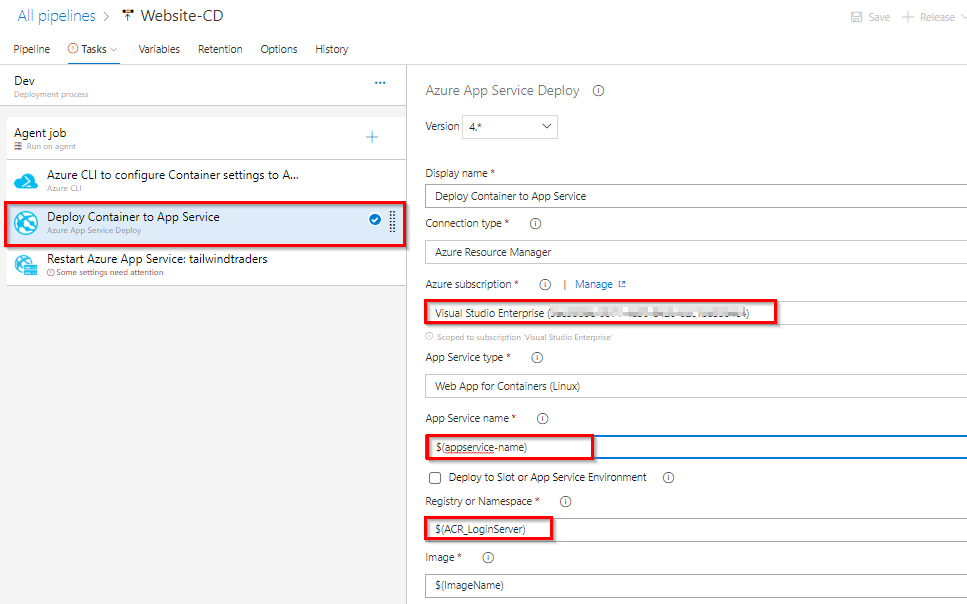 All pipelines > Website-CD
Save
Release
Pipeline
Tasks
Variables
Retention
Options
History
Dev
Deployment process
...
Agent job
Run on agent
Azure CLI to configure Container settings to A...
Azure CLI
Deploy Container to App Service
Azure App Service Deploy
Restart Azure App Service: tailwindtraders
Some settings need attention
Azure App Service Deploy
Version 4.*
Display name *
Deploy Container to App Service
Connection type *
Azure Resource Manager
Azure subscription * | Manage
Visual Studio Enterprise (
Scoped to subscription 'Visual Studio Enterprise'
App Service type *
Web App for Containers (Linux)
App Service name *
$(appservice-name)
Deploy to Slot or App Service Environment
Registry or Namespace *
$(ACR_LoginServer)
Image *
$(ImageName)